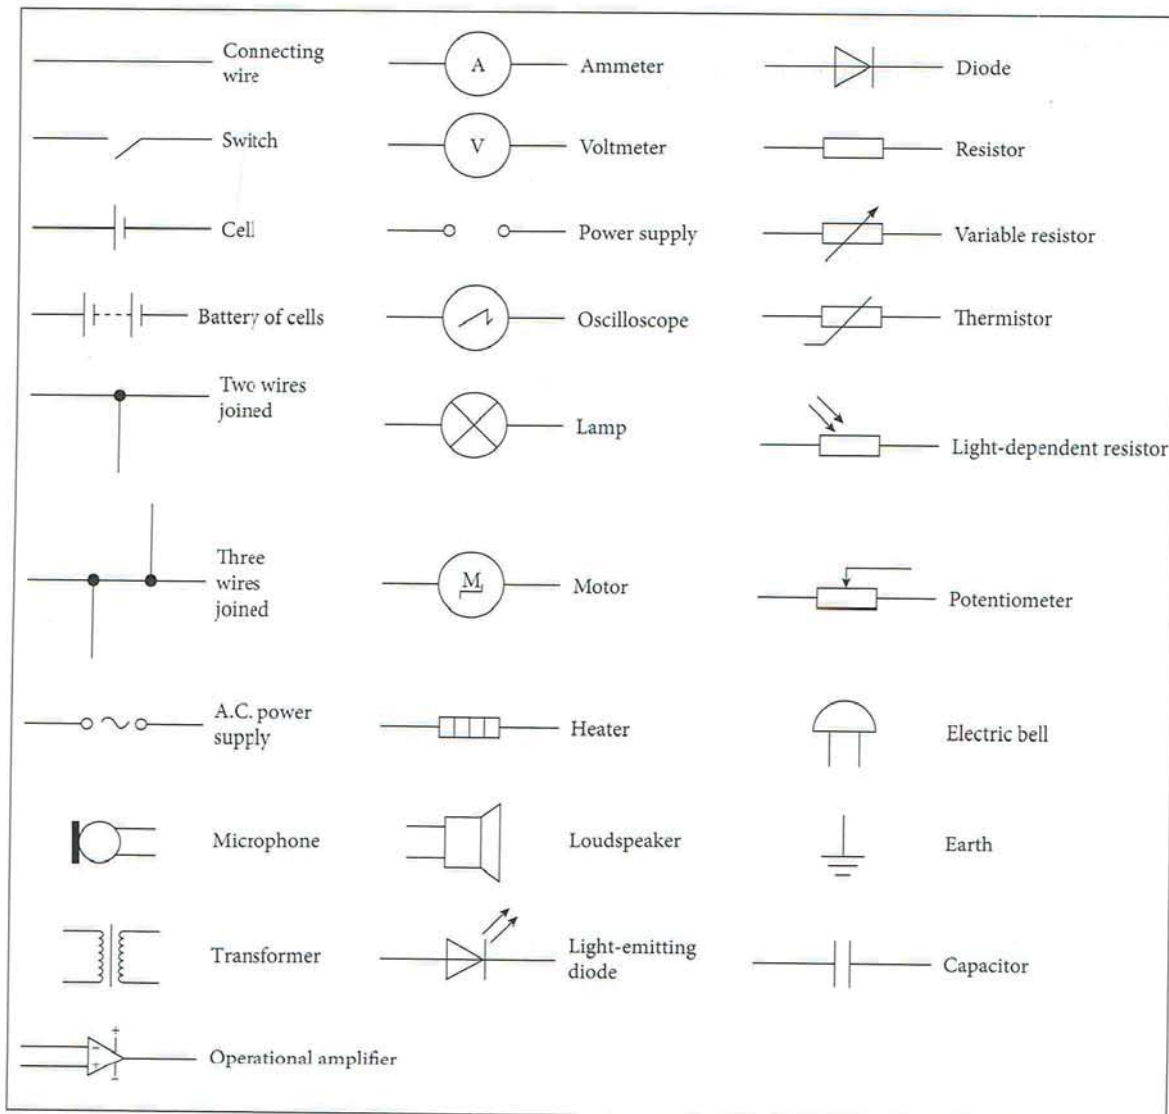 Connecting
wire
A
Ammeter
Diode
Switch
V
Voltmeter
Resistor
Cell
Power supply
Variable resistor
Battery of cells
Oscilloscope
Thermistor
Two wires
joined
Lamp
Light-dependent resistor
Three
wires
joined
M
Motor
Potentiometer
A.C. power
supply
Heater
Electric bell
Microphone
Loudspeaker
Earth
Transformer
Light-emitting
diode
Capacitor
+
−
+
−
Operational amplifier